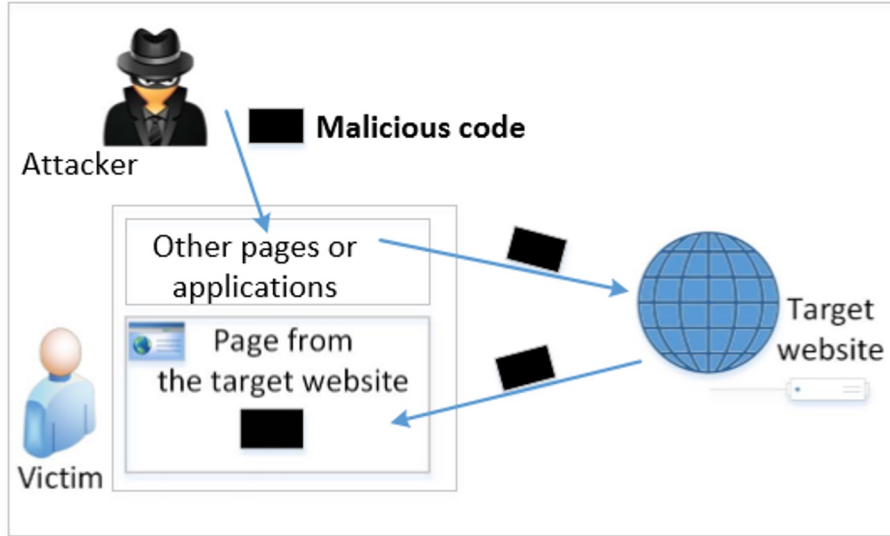 Malicious code
Attacker
Other pages or
applications
Page from
the target website
Target
website
Victim